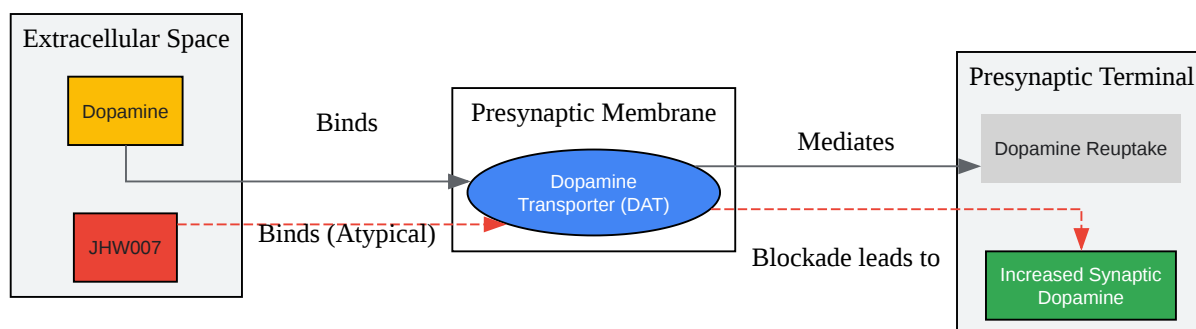 Extracellular Space
Dopamine
JHW007
Binds
Binds (Atypical)
Presynaptic Membrane
Dopamine
Transporter (DAT)
Mediates
Blockade leads to
Presynaptic Terminal
Dopamine Reuptake
Increased Synaptic
Dopamine